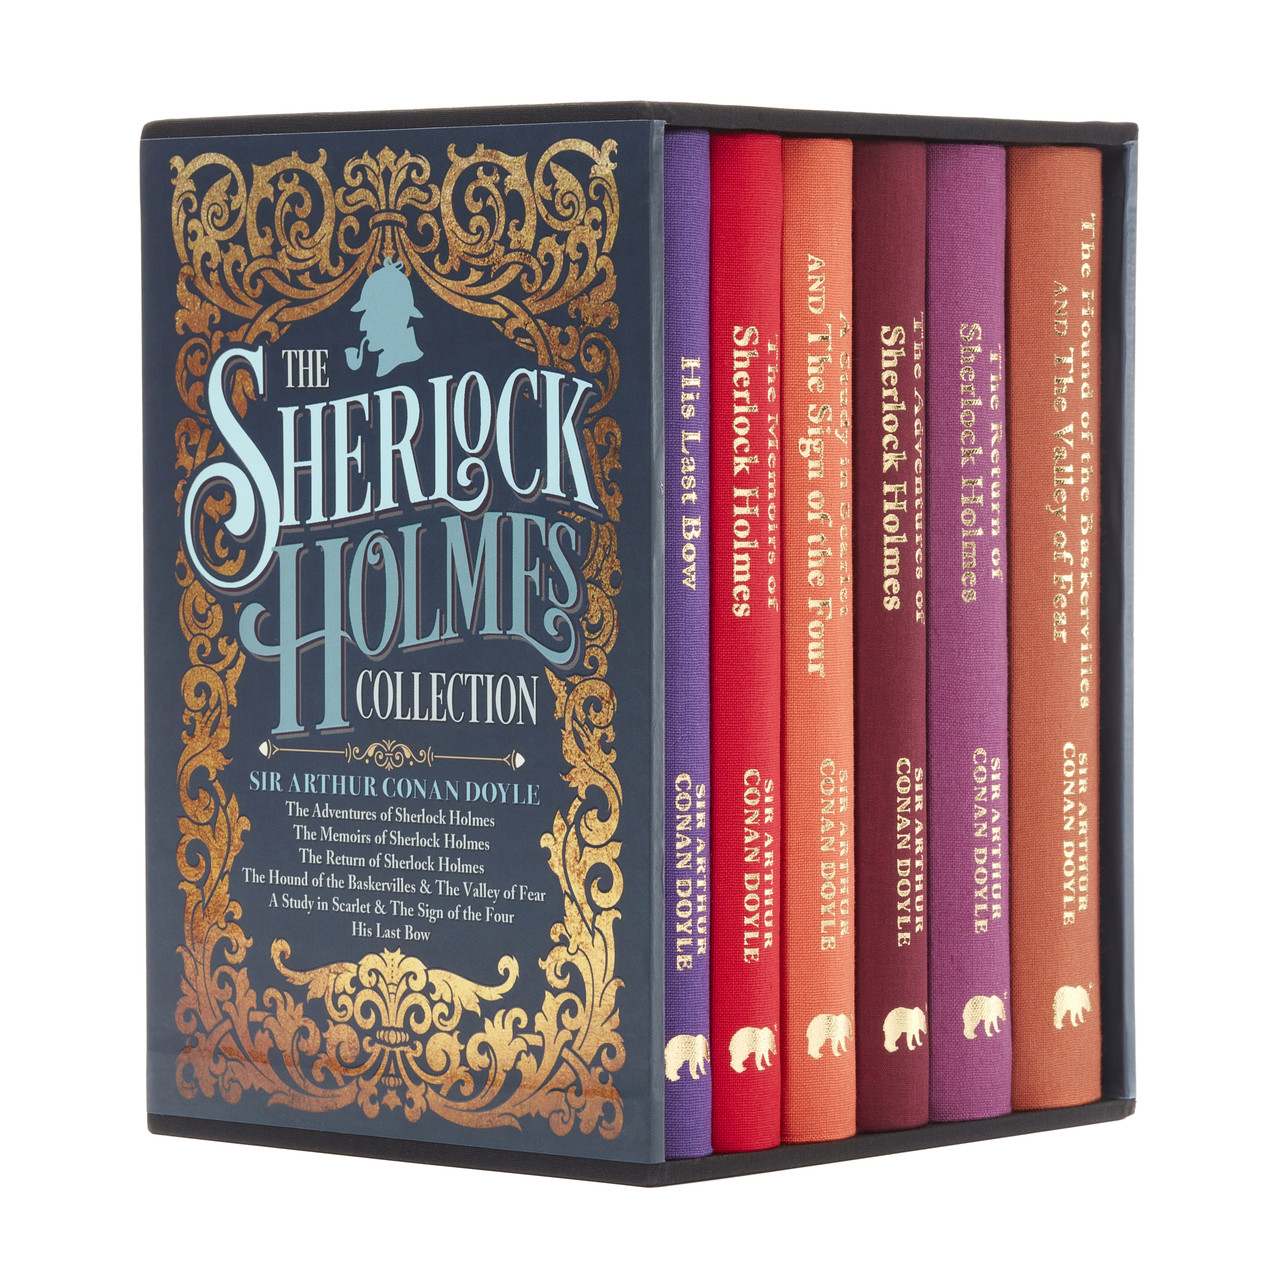 THE
SHERLOCK
HOLMES
COLLECTION
SIR ARTHUR CONAN DOYLE
The Adventures of Sherlock Holmes
The Memoirs of Sherlock Holmes
The Return of Sherlock Holmes
The Hound of the Baskervilles & The Valley of Fear
A Study in Scarlet & The Sign of the Four
His Last Bow
His Last Bow
SIR ARTHUR
CONAN DOYLE
The Memoirs of
Sherlock Holmes
SIR ARTHUR
CONAN DOYLE
A Study in Scarlet
AND The Sign of the Four
SIR ARTHUR
CONAN DOYLE
The Adventures of
Sherlock Holmes
SIR ARTHUR
CONAN DOYLE
The Return of
Sherlock Holmes
SIR ARTHUR
CONAN DOYLE
The Hound of the Baskervilles
AND The Valley of Fear
SIR ARTHUR
CONAN DOYLE